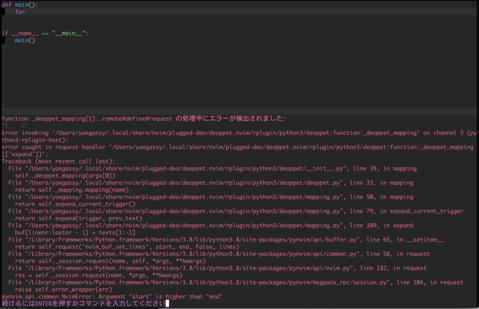 def main():
    for
if __name__ == "__main__":
    main()
function _deoppet_mapping[1].._remote#define#request の処理中にエラーが検出されました:
Error invoking '/Users/yaegassy/.local/share/nvim/plugged-deo/deoppet.nvim/rplugin/python3/deoppet:function:_deoppet_mapping' on channel 3 (py
thon3-rplugin-host):
error caught in request handler '/Users/yaegassy/.local/share/nvim/plugged-deo/deoppet.nvim/rplugin/python3/deoppet:function:_deoppet_mapping
[['expand']]':
Traceback (most recent call last):
  File "/Users/yaegassy/.local/share/nvim/plugged-deo/deoppet.nvim/rplugin/python3/deoppet/__init__.py", line 39, in mapping
    self._deoppet.mapping(args[0])
  File "/Users/yaegassy/.local/share/nvim/plugged-deo/deoppet.nvim/rplugin/python3/deoppet/deoppet.py", line 33, in mapping
    return self._mapping.mapping(name)
  File "/Users/yaegassy/.local/share/nvim/plugged-deo/deoppet.nvim/rplugin/python3/deoppet/mapping.py", line 50, in mapping
    return self.expand_current_trigger()
  File "/Users/yaegassy/.local/share/nvim/plugged-deo/deoppet.nvim/rplugin/python3/deoppet/mapping.py", line 79, in expand_current_trigger
    return self.expand(trigger, prev_text)
  File "/Users/yaegassy/.local/share/nvim/plugged-deo/deoppet.nvim/rplugin/python3/deoppet/mapping.py", line 109, in expand
    buf[linenr:lastnr - 1] = texts[1:]
  File "/Library/Frameworks/Python.framework/Versions/3.8/lib/python3.8/site-packages/pynvim/api/buffer.py", line 65, in __setitem__
    return self.request('nvim_buf_set_lines', start, end, False, lines)
  File "/Library/Frameworks/Python.framework/Versions/3.8/lib/python3.8/site-packages/pynvim/api/common.py", line 58, in request
    return self._session.request(name, self, *args, **kwargs)
  File "/Library/Frameworks/Python.framework/Versions/3.8/lib/python3.8/site-packages/pynvim/api/nvim.py", line 182, in request
    res = self._session.request(name, *args, **kwargs)
  File "/Library/Frameworks/Python.framework/Versions/3.8/lib/python3.8/site-packages/pynvim/msgpack_rpc/session.py", line 104, in request
    raise self.error_wrapper(err)
pynvim.api.common.NvimError: Argument "start" is higher than "end"
続けるにはENTERを押すかコマンドを入力してください